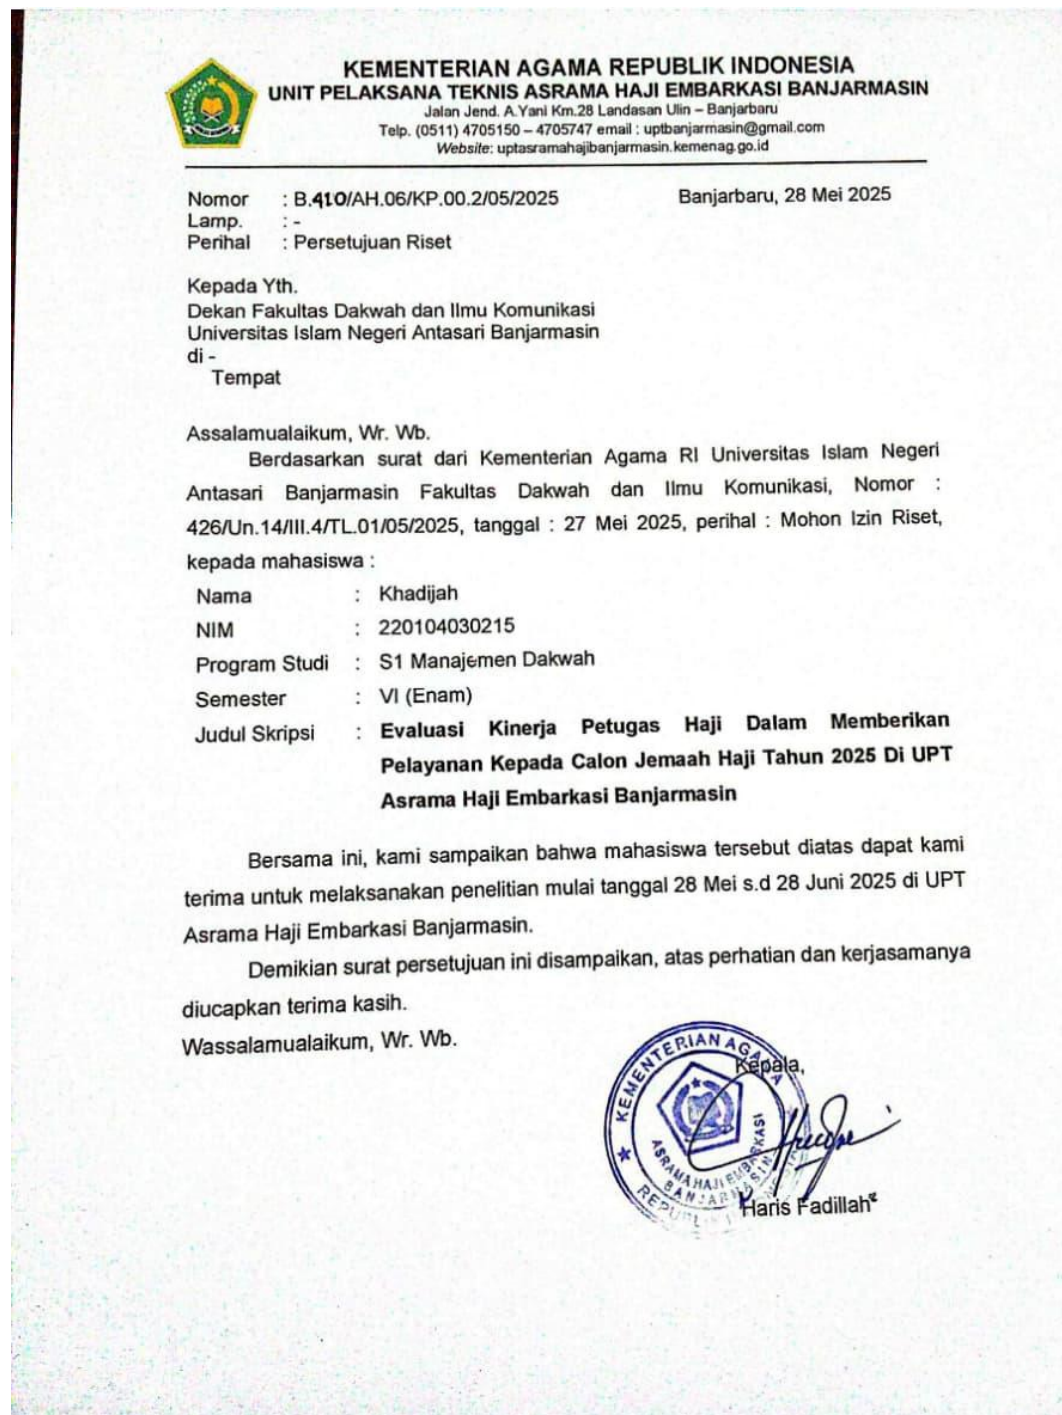 KEMENTERIAN AGAMA REPUBLIK INDONESIA
UNIT PELAKSANA TEKNIS ASRAMA HAJI EMBARKASI BANJARMASIN
Jalan Jend. A.Yani Km.28 Landasan Ulin – Banjarbaru
Telp. (0511) 4705150 – 4705747 email : uptbanjarmasin@gmail.com
Website: uptasramahajibanjarmasin.kemenag.go.id
Nomor : B.410/AH.06/KP.00.2/05/2025 Banjarbaru, 28 Mei 2025
Lamp. : -
Perihal : Persetujuan Riset
Kepada Yth.
Dekan Fakultas Dakwah dan Ilmu Komunikasi
Universitas Islam Negeri Antasari Banjarmasin
di -
Tempat
Assalamualaikum, Wr. Wb.
Berdasarkan surat dari Kementerian Agama RI Universitas Islam Negeri
Antasari Banjarmasin Fakultas Dakwah dan Ilmu Komunikasi, Nomor :
426/Un.14/III.4/TL.01/05/2025, tanggal : 27 Mei 2025, perihal : Mohon Izin Riset,
kepada mahasiswa :
Nama : Khadijah
NIM : 220104030215
Program Studi : S1 Manajemen Dakwah
Semester : VI (Enam)
Judul Skripsi : Evaluasi Kinerja Petugas Haji Dalam Memberikan
Pelayanan Kepada Calon Jemaah Haji Tahun 2025 Di UPT
Asrama Haji Embarkasi Banjarmasin
Bersama ini, kami sampaikan bahwa mahasiswa tersebut diatas dapat kami
terima untuk melaksanakan penelitian mulai tanggal 28 Mei s.d 28 Juni 2025 di UPT
Asrama Haji Embarkasi Banjarmasin.
Demikian surat persetujuan ini disampaikan, atas perhatian dan kerjasamanya
diucapkan terima kasih.
Wassalamualaikum, Wr. Wb.
Kepala,
KEMENTERIAN AGAMA
ASRAMA HAJI EMBARKASI
BANJARMASIN
REPUBLIK
Haris Fadillah